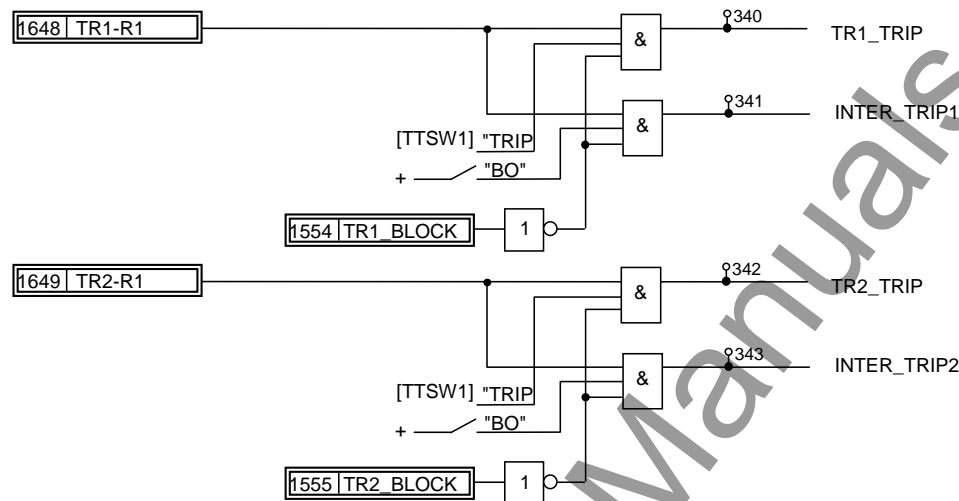 1648 TR1-R1
&
340
TR1_TRIP
&
341
INTER_TRIP1
[TTSW1] "TRIP
+ "BO"
1554 TR1_BLOCK
1
1649 TR2-R1
&
342
TR2_TRIP
&
343
INTER_TRIP2
[TTSW1] "TRIP
+ "BO"
1555 TR2_BLOCK
1
Manuals